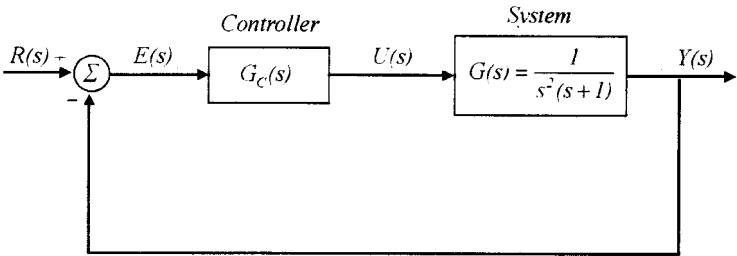 System
Controller
R(s) +
Σ
E(s)
G_C(s)
U(s)
G(s) = 1 / s²(s+1)
Y(s)
−